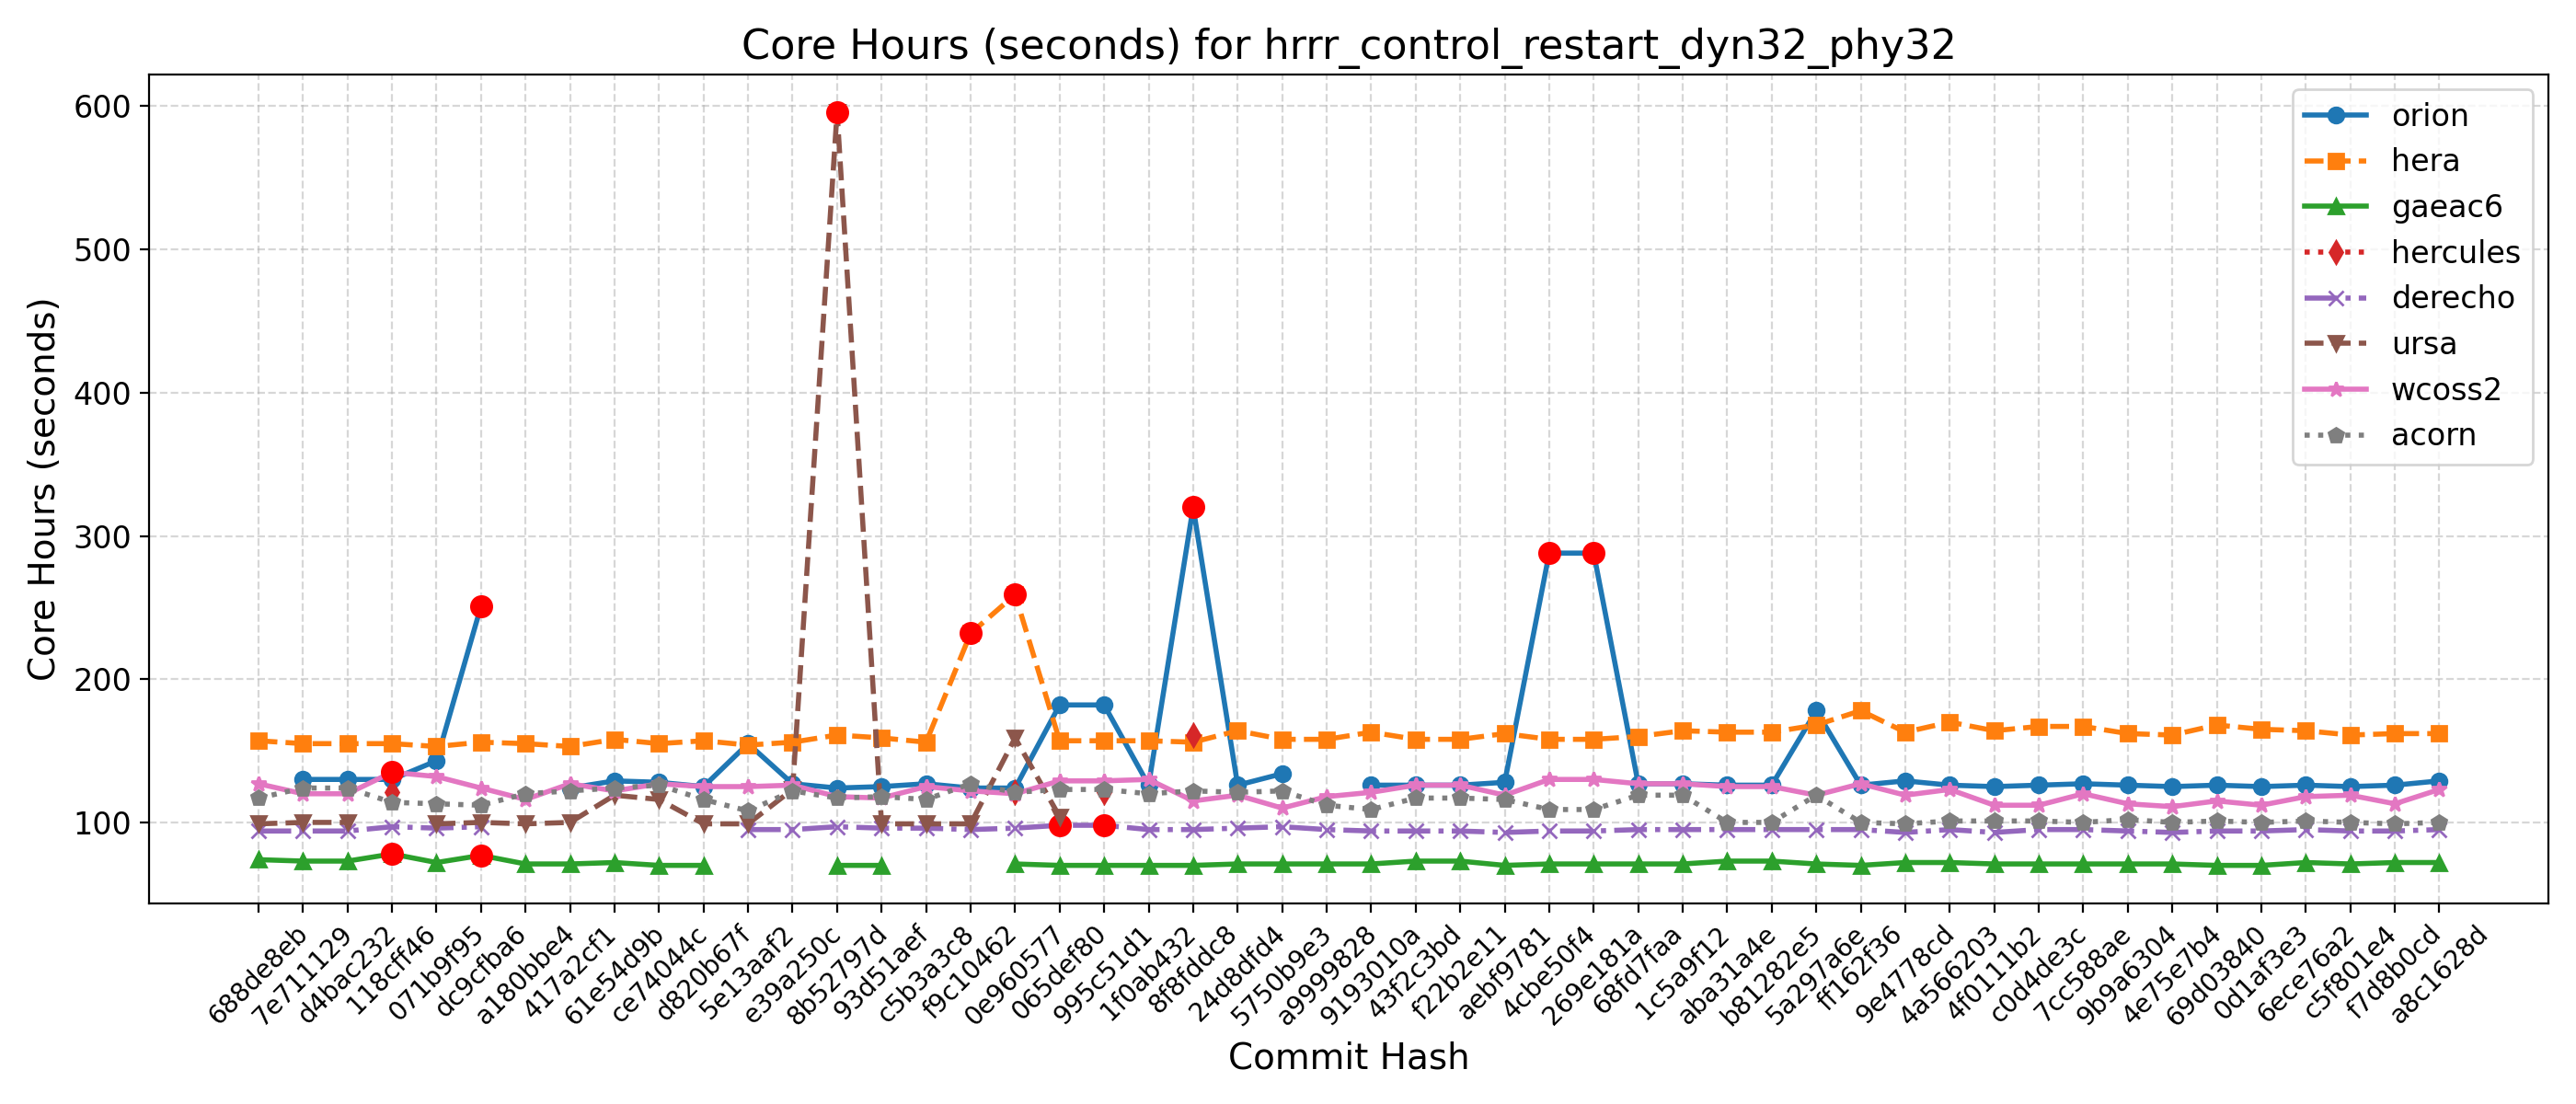 Core Hours (seconds) for hrrr_control_restart_dyn32_phy32
Core Hours (seconds)
600
500
400
300
200
100
orion
hera
gaeac6
hercules
derecho
ursa
wcoss2
acorn
688de8eb
7e711129
d4bac232
118cff46
071b9f95
dc9cfba6
a180bbe4
417a2cf1
61e54d9b
ce74044c
d820b67f
5e13aaf2
e39a250c
8b52797d
93d51aef
c5b3a3c8
f9c10462
0e960577
065def80
995c51d1
1f0ab432
8f8fddc8
24d8dfd4
5750b9e3
a9999828
9193010a
43f2c3bd
f22b2e11
aebf9781
4cbe50f4
269e181a
68fd7faa
1c5a9f12
aba31a4e
b81282e5
5a297a6e
ff162f36
9e4778cd
4a566203
4f0111b2
c0d4de3c
7cc588ae
9b9a6304
4e75e7b4
69d03840
0d1af3e3
6ece76a2
c5f801e4
f7d8b0cd
a8c1628d
Commit Hash